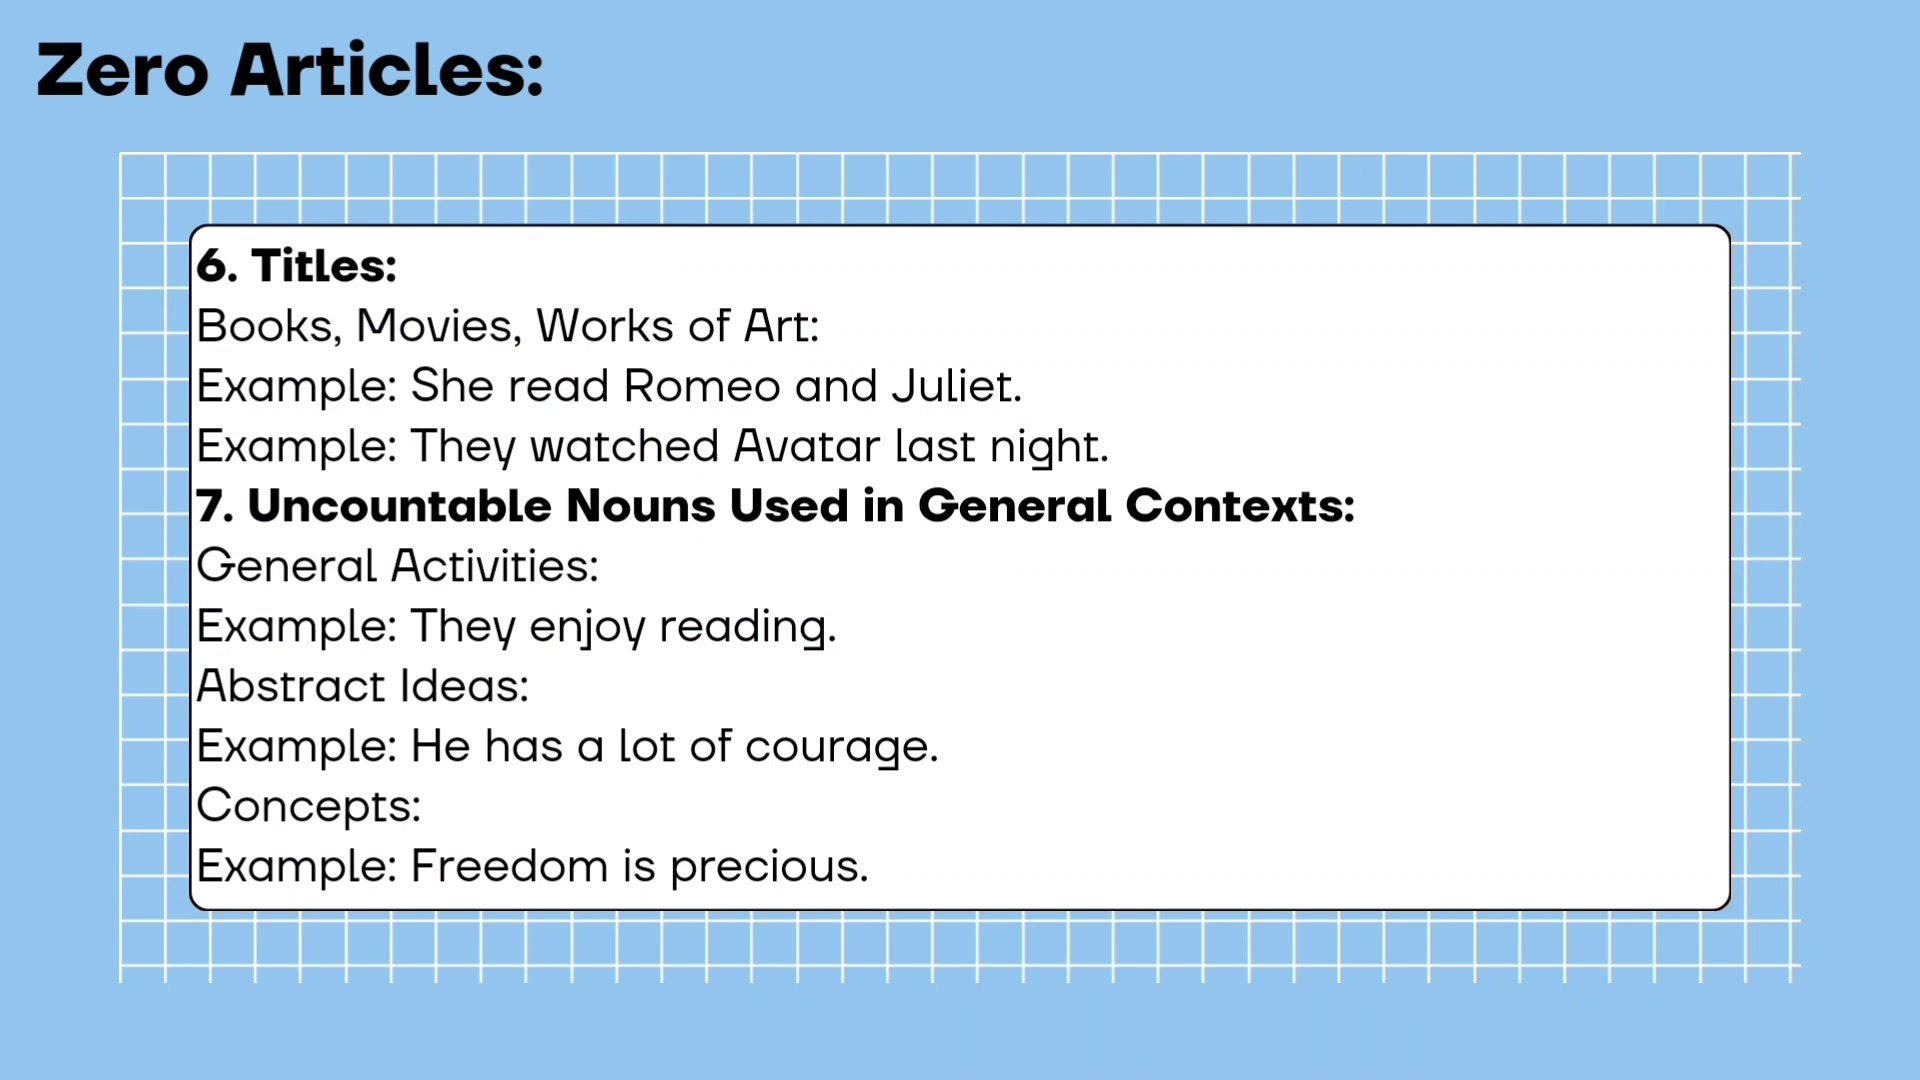 Zero Articles:
6. Titles:
Books, Movies, Works of Art:
Example: She read Romeo and Juliet.
Example: They watched Avatar last night.
7. Uncountable Nouns Used in General Contexts:
General Activities:
Example: They enjoy reading.
Abstract Ideas:
Example: He has a lot of courage.
Concepts:
Example: Freedom is precious.